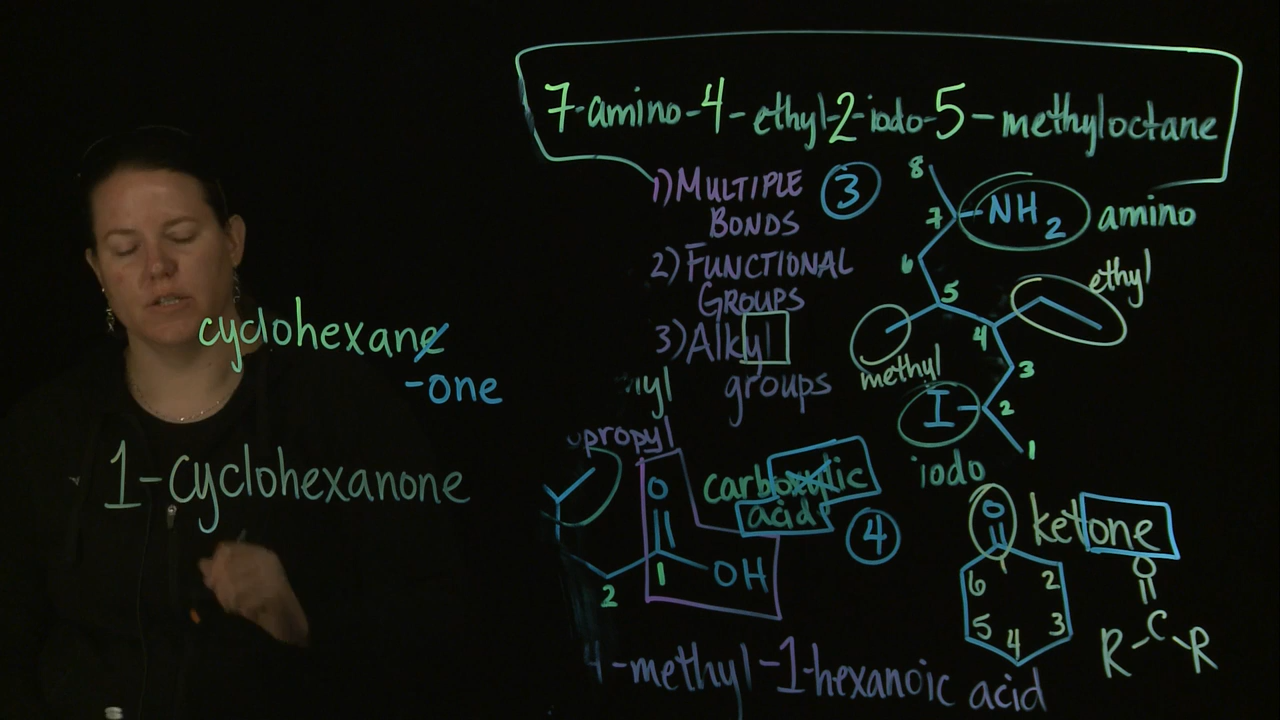 7-amino-4-ethyl-2-iodo-5-methyloctane
1) MULTIPLE
BONDS
3
2) FUNCTIONAL
GROUPS
3) Alkyl
groups
8
7
NH2
amino
6
5
ethyl
4
methyl
3
I
2
1
iodo
cyclohexane
-one
1-cyclohexanone
propyl
O
carboxylic
acids
4
1
OH
2
4-methyl-1-hexanoic acid
O
ketone
1
6
2
5
3
4
O
C
R
R